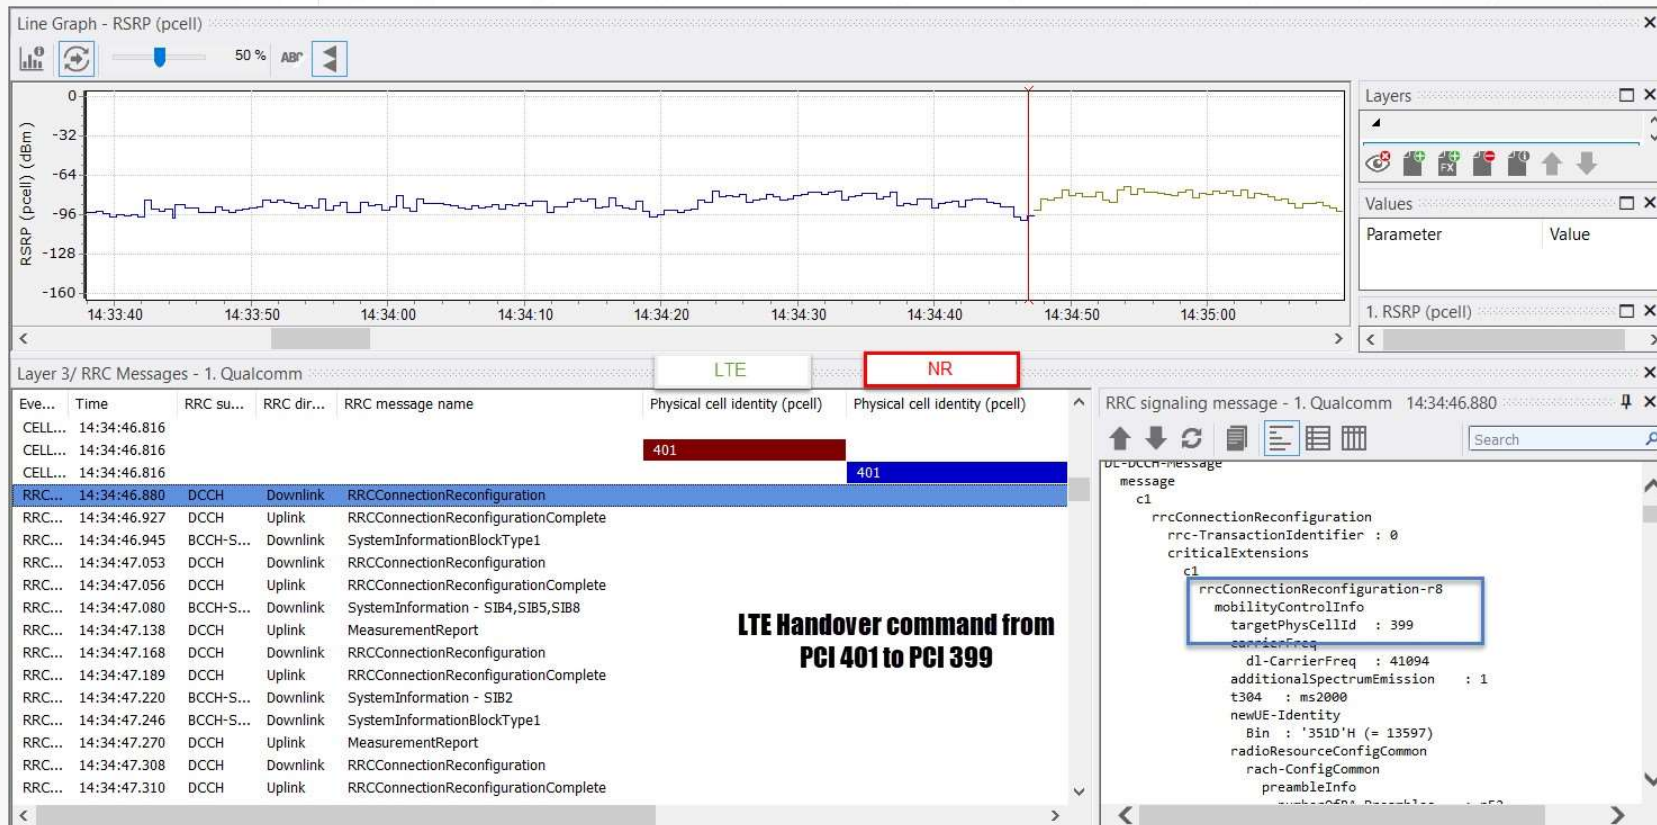 Line Graph - RSRP (pcell)
50 %
ABC
RSRP (pcell) (dBm)
0
-32
-64
-96
-128
-160
14:33:40 14:33:50 14:34:00 14:34:10 14:34:20 14:34:30 14:34:40 14:34:50 14:35:00
Layers
FX
Values
Parameter Value
1. RSRP (pcell)
LTE NR
Layer 3/ RRC Messages - 1. Qualcomm
Eve... Time RRC su... RRC dir... RRC message name Physical cell identity (pcell) Physical cell identity (pcell)
CELL... 14:34:46.816
CELL... 14:34:46.816 401
CELL... 14:34:46.816 401
RRC... 14:34:46.880 DCCH Downlink RRCConnectionReconfiguration
RRC... 14:34:46.927 DCCH Uplink RRCConnectionReconfigurationComplete
RRC... 14:34:46.945 BCCH-S... Downlink SystemInformationBlockType1
RRC... 14:34:47.053 DCCH Downlink RRCConnectionReconfiguration
RRC... 14:34:47.056 DCCH Uplink RRCConnectionReconfigurationComplete
RRC... 14:34:47.080 BCCH-S... Downlink SystemInformation - SIB4,SIB5,SIB8
RRC... 14:34:47.138 DCCH Uplink MeasurementReport
RRC... 14:34:47.168 DCCH Downlink RRCConnectionReconfiguration
RRC... 14:34:47.189 DCCH Uplink RRCConnectionReconfigurationComplete
RRC... 14:34:47.220 BCCH-S... Downlink SystemInformation - SIB2
RRC... 14:34:47.246 BCCH-S... Downlink SystemInformationBlockType1
RRC... 14:34:47.270 DCCH Uplink MeasurementReport
RRC... 14:34:47.308 DCCH Downlink RRCConnectionReconfiguration
RRC... 14:34:47.310 DCCH Uplink RRCConnectionReconfigurationComplete
LTE Handover command from
PCI 401 to PCI 399
RRC signaling message - 1. Qualcomm 14:34:46.880
Search
DL-DCCH-Message
message
c1
rrcConnectionReconfiguration
rrc-TransactionIdentifier : 0
criticalExtensions
c1
rrcConnectionReconfiguration-r8
mobilityControlInfo
targetPhysCellId : 399
carrierFreq
dl-CarrierFreq : 41094
additionalSpectrumEmission : 1
t304 : ms2000
newUE-Identity
Bin : '351D'H (= 13597)
radioResourceConfigCommon
rach-ConfigCommon
preambleInfo
numberOfRA-Preambles : n52